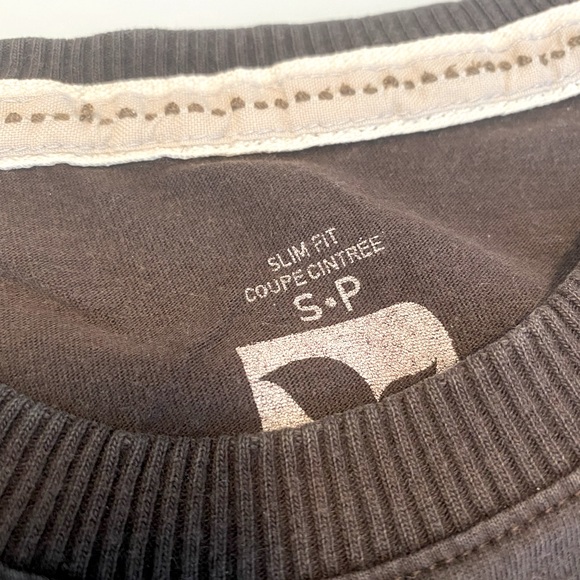 SLIM FIT
COUPE CINTRÉE
S•P